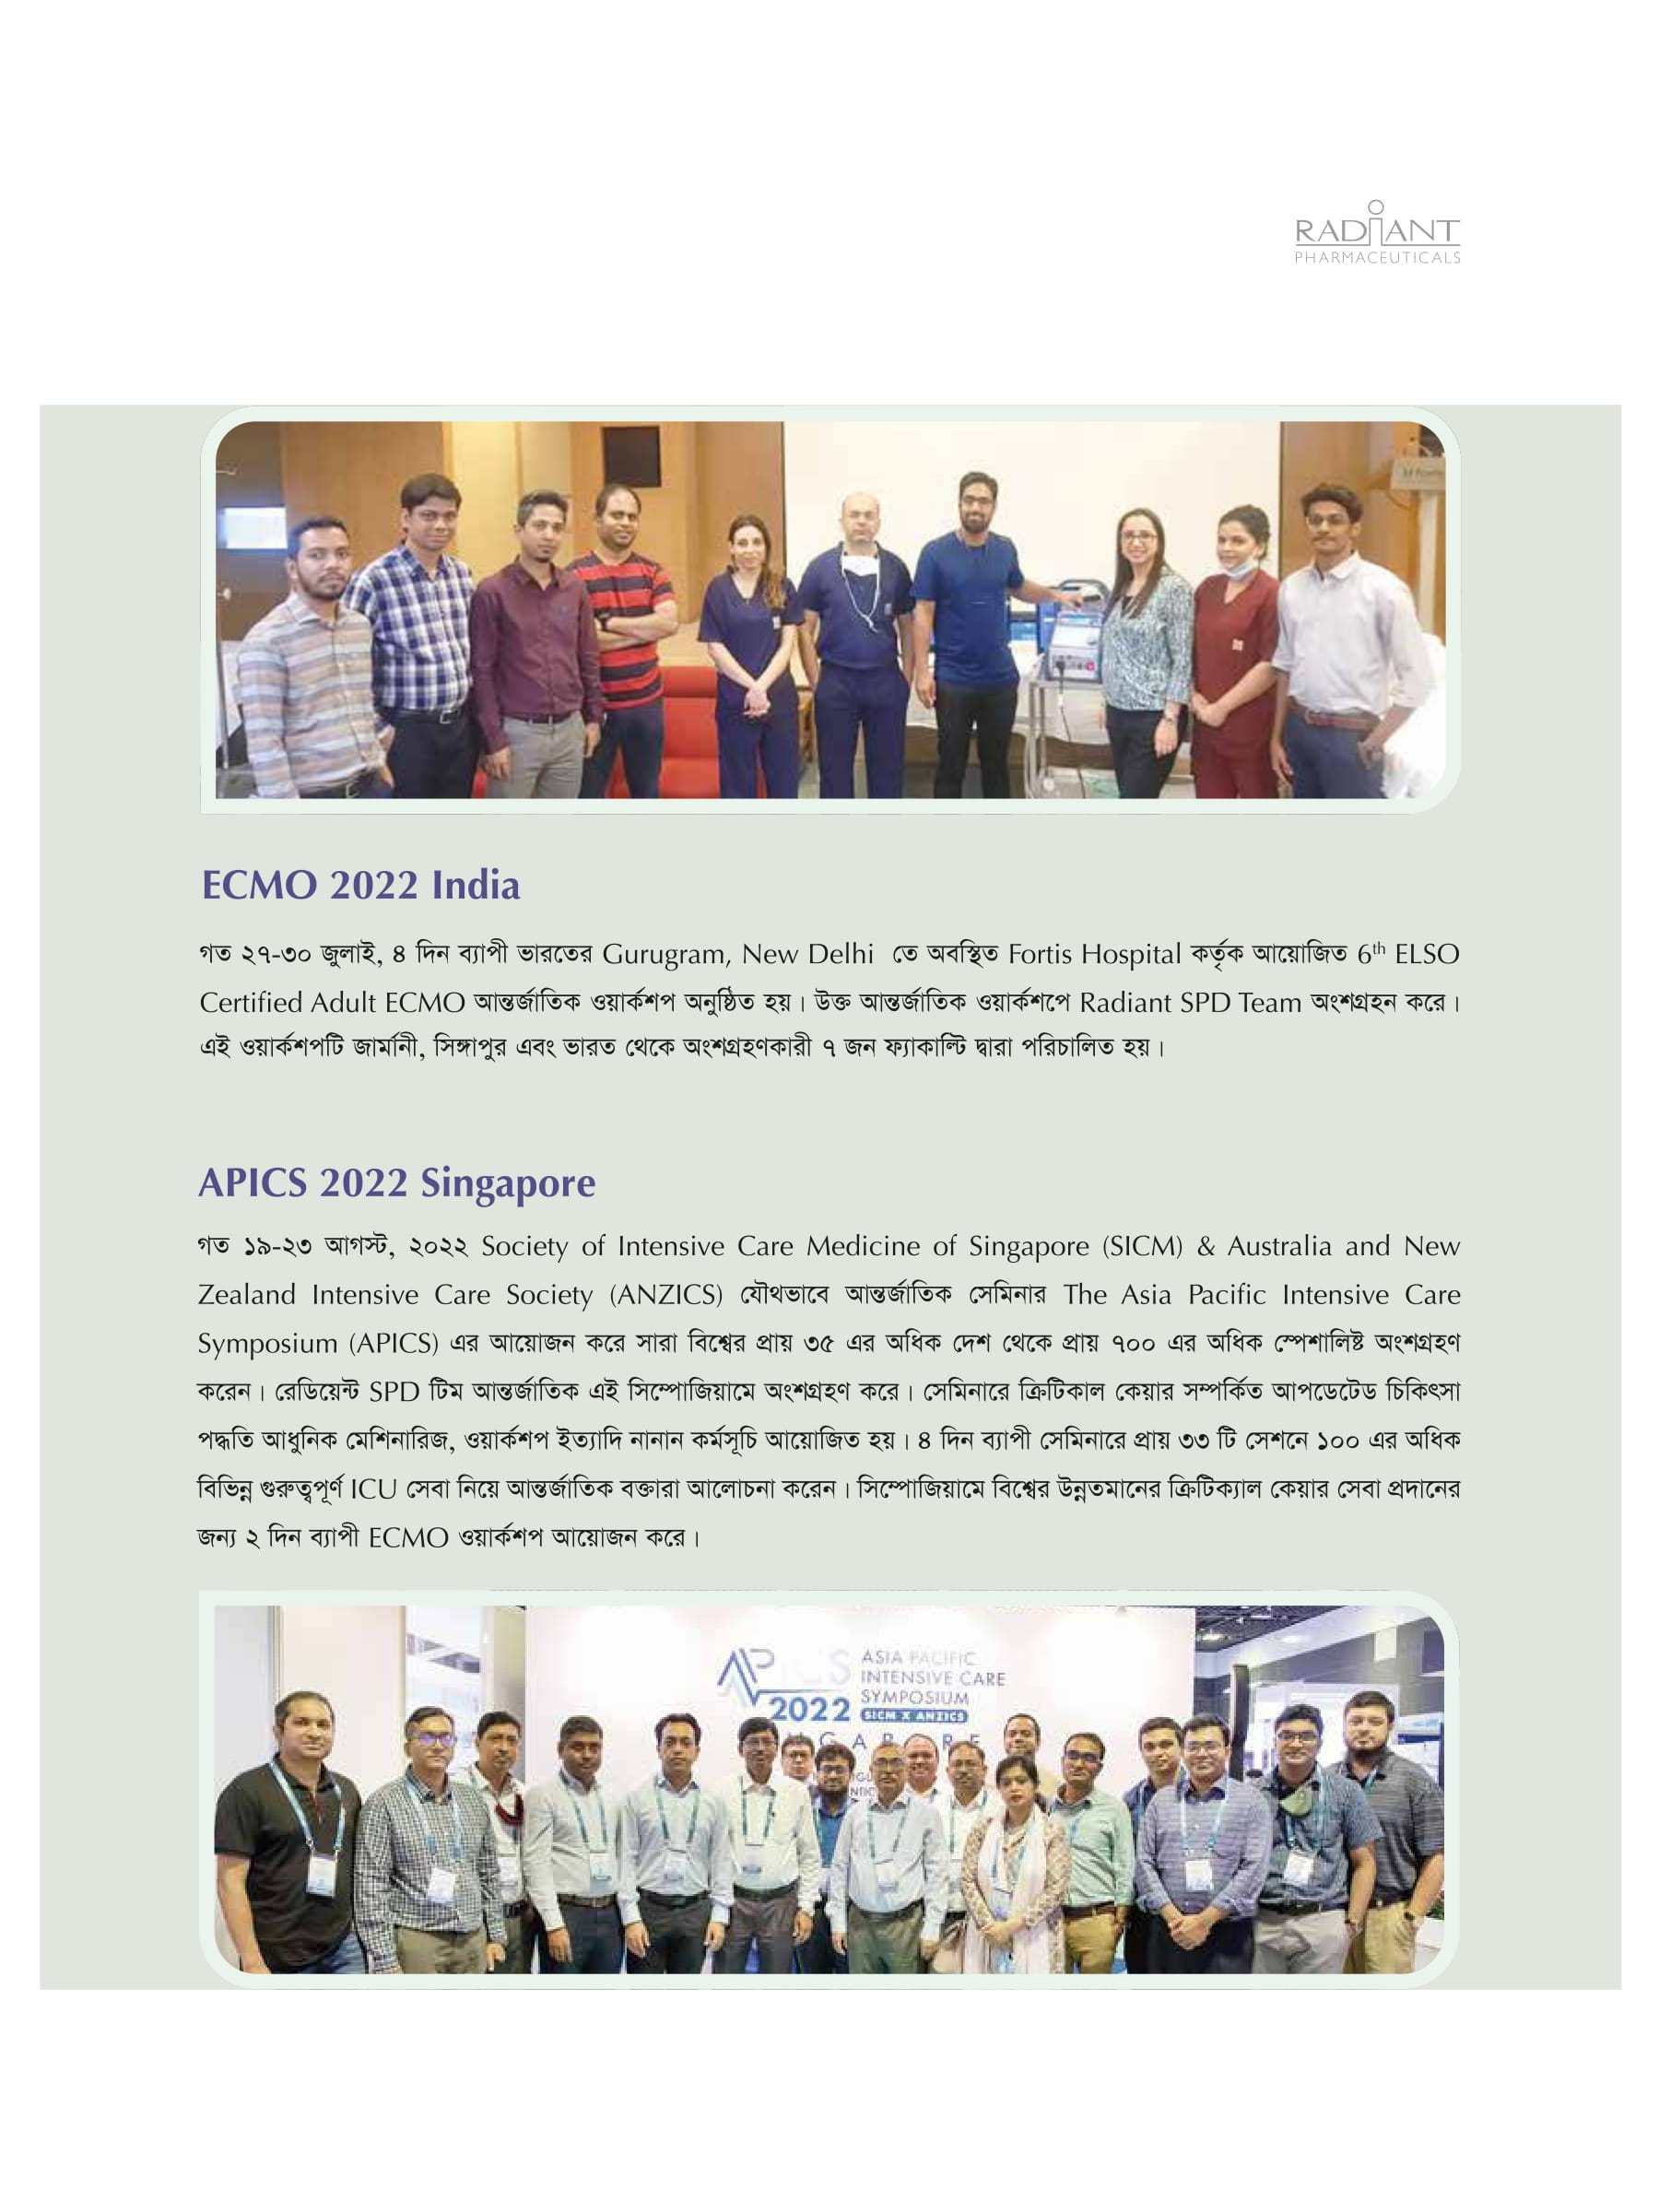 RADiANT
PHARMACEUTICALS
ECMO 2022 India
গত ২৭-৩০ জুলাই, ৪ দিন ব্যাপী ভারতের Gurugram, New Delhi তে অবস্থিত Fortis Hospital কর্তৃক আয়োজিত 6th ELSO
Certified Adult ECMO আন্তর্জাতিক ওয়ার্কশপ অনুষ্ঠিত হয়। উক্ত আন্তর্জাতিক ওয়ার্কশপে Radiant SPD Team অংশগ্রহন করে।
এই ওয়ার্কশপটি জার্মানী, সিঙ্গাপুর এবং ভারত থেকে অংশগ্রহণকারী ৭ জন ফ্যাকাল্টি দ্বারা পরিচালিত হয়।
APICS 2022 Singapore
গত ১৯-২৩ আগস্ট, ২০২২ Society of Intensive Care Medicine of Singapore (SICM) & Australia and New
Zealand Intensive Care Society (ANZICS) যৌথভাবে আন্তর্জাতিক সেমিনার The Asia Pacific Intensive Care
Symposium (APICS) এর আয়োজন করে সারা বিশ্বের প্রায় ৩৫ এর অধিক দেশ থেকে প্রায় ৭০০ এর অধিক স্পেশালিষ্ট অংশগ্রহণ
করেন। রেডিয়েন্ট SPD টিম আন্তর্জাতিক এই সিম্পোজিয়ামে অংশগ্রহণ করে। সেমিনারে ক্রিটিকাল কেয়ার সম্পর্কিত আপডেটেড চিকিৎসা
পদ্ধতি আধুনিক মেশিনারিজ, ওয়ার্কশপ ইত্যাদি নানান কর্মসূচি আয়োজিত হয়। ৪ দিন ব্যাপী সেমিনারে প্রায় ৩৩ টি সেশনে ১০০ এর অধিক
বিভিন্ন গুরুত্বপূর্ণ ICU সেবা নিয়ে আন্তর্জাতিক বক্তারা আলোচনা করেন। সিম্পোজিয়ামে বিশ্বের উন্নতমানের ক্রিটিক্যাল কেয়ার সেবা প্রদানের
জন্য ২ দিন ব্যাপী ECMO ওয়ার্কশপ আয়োজন করে।
APICS
2022
ASIA PACIFIC
INTENSIVE CARE
SYMPOSIUM
SICM X ANZICS